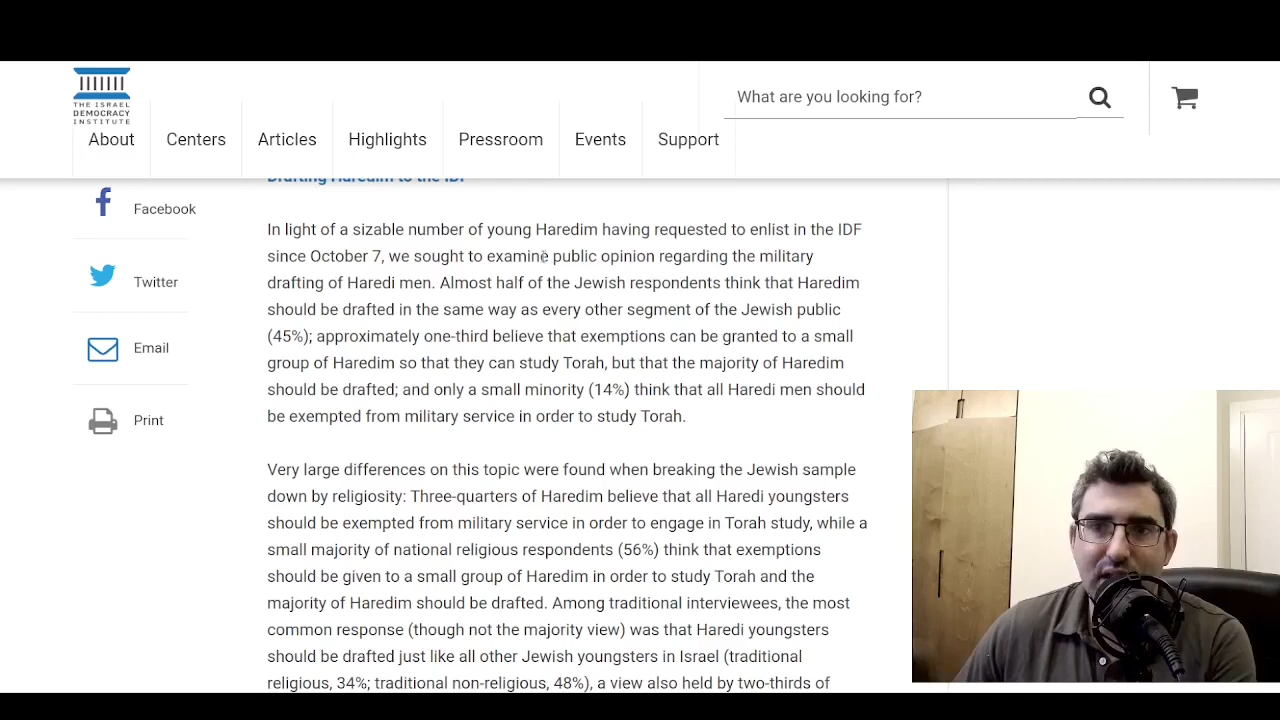 THE ISRAEL
DEMOCRACY
INSTITUTE
What are you looking for?
About
Centers
Articles
Highlights
Pressroom
Events
Support
Facebook
Twitter
Email
Print
Drafting Haredim to the IDF
In light of a sizable number of young Haredim having requested to enlist in the IDF
since October 7, we sought to examine public opinion regarding the military
drafting of Haredi men. Almost half of the Jewish respondents think that Haredim
should be drafted in the same way as every other segment of the Jewish public
(45%); approximately one-third believe that exemptions can be granted to a small
group of Haredim so that they can study Torah, but that the majority of Haredim
should be drafted; and only a small minority (14%) think that all Haredi men should
be exempted from military service in order to study Torah.
Very large differences on this topic were found when breaking the Jewish sample
down by religiosity: Three-quarters of Haredim believe that all Haredi youngsters
should be exempted from military service in order to engage in Torah study, while a
small majority of national religious respondents (56%) think that exemptions
should be given to a small group of Haredim in order to study Torah and the
majority of Haredim should be drafted. Among traditional interviewees, the most
common response (though not the majority view) was that Haredi youngsters
should be drafted just like all other Jewish youngsters in Israel (traditional
religious, 34%; traditional non-religious, 48%), a view also held by two-thirds of